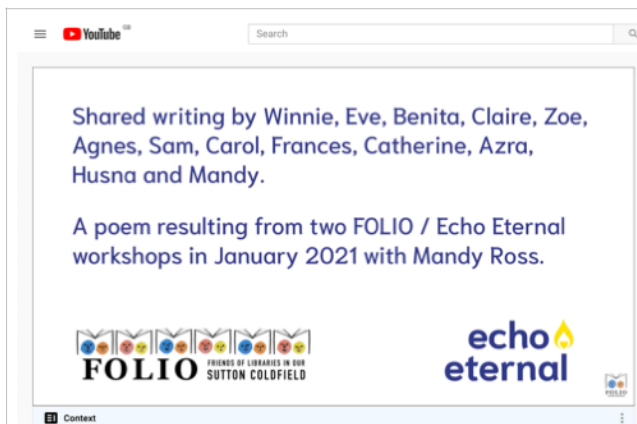 YouTube GB
Search
Shared writing by Winnie, Eve, Benita, Claire, Zoe,
Agnes, Sam, Carol, Frances, Catherine, Azra,
Husna and Mandy.
A poem resulting from two FOLIO / Echo Eternal
workshops in January 2021 with Mandy Ross.
FOLIO
FRIENDS OF LIBRARIES IN OUR
SUTTON COLDFIELD
echo
eternal
Context